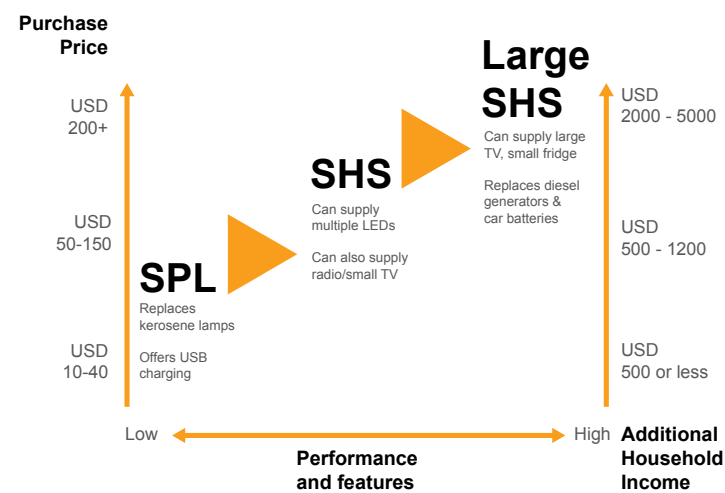 Purchase
Price
USD
200+
USD
50-150
USD
10-40
SPL
Replaces
kerosene lamps
Offers USB
charging
SHS
Can supply
multiple LEDs
Can also supply
radio/small TV
Large
SHS
Can supply large
TV, small fridge
Replaces diesel
generators &
car batteries
USD
2000 - 5000
USD
500 - 1200
USD
500 or less
Low
High
Performance
and features
Additional
Household
Income